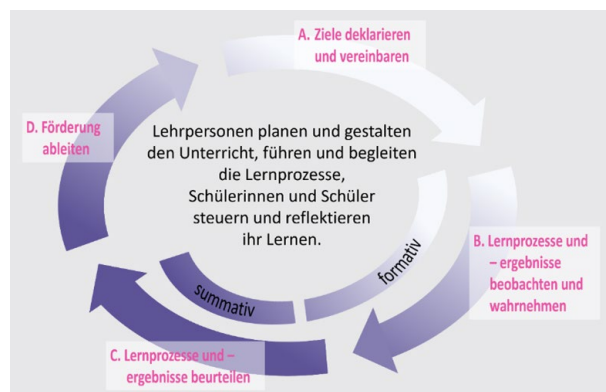 A. Ziele deklarieren
und vereinbaren
D. Förderung
ableiten
Lehrpersonen planen und gestalten
den Unterricht, führen und begleiten
die Lernprozesse,
Schülerinnen und Schüler
steuern und reflektieren
ihr Lernen.
formativ
summativ
B. Lernprozesse und
– ergebnisse
beobachten und
wahrnehmen
C. Lernprozesse und –
ergebnisse beurteilen